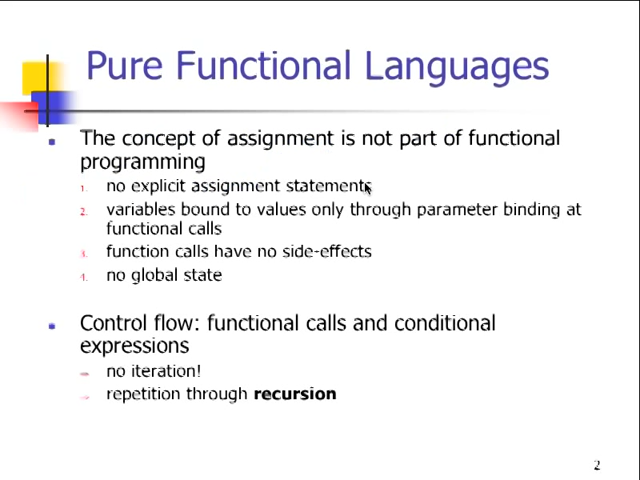 Pure Functional Languages
The concept of assignment is not part of functional
programming
1. no explicit assignment statements
2. variables bound to values only through parameter binding at
functional calls
3. function calls have no side-effects
4. no global state
Control flow: functional calls and conditional
expressions
no iteration!
repetition through recursion
2